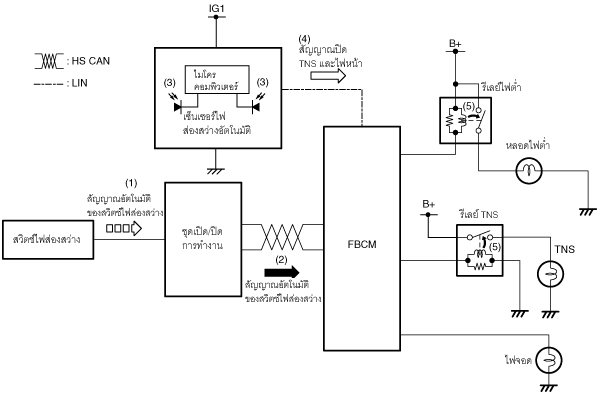 IG1
: HS CAN
: LIN
ไมโคร
คอมพิวเตอร์
(3)
(3)
เซ็นเซอร์ไฟ
ส่องสว่างอัตโนมัติ
(4)
สัญญาณปิด
TNS และไฟหน้า
B+
รีเลย์ไฟต่ำ
(5)
หลอดไฟต่ำ
(1)
สัญญาณอัตโนมัติ
ของสวิตช์ไฟส่องสว่าง
สวิตช์ไฟส่องสว่าง
ชุดเปิด/ปิด
การทำงาน
(2)
สัญญาณอัตโนมัติ
ของสวิตช์ไฟส่องสว่าง
FBCM
B+
รีเลย์ TNS
(5)
TNS
ไฟจอด